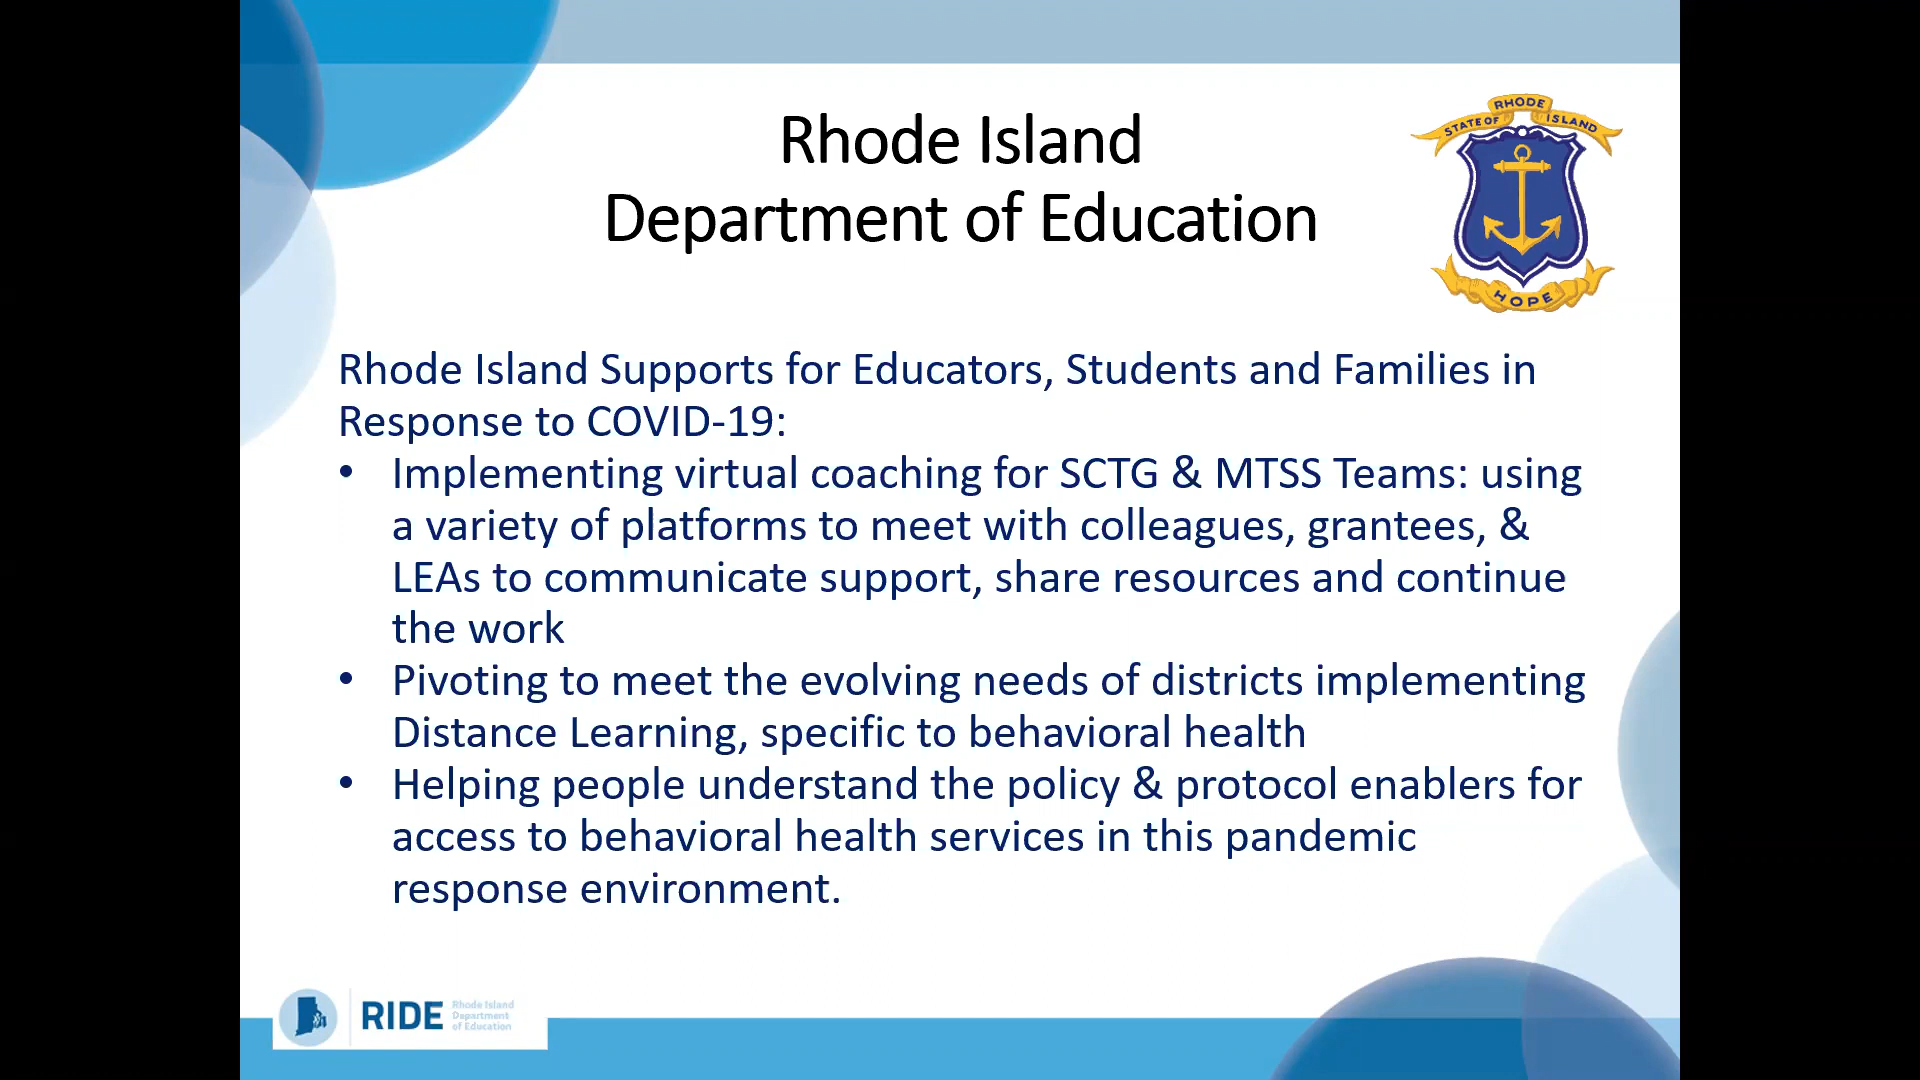 Rhode Island
Department of Education
STATE OF RHODE ISLAND
HOPE
Rhode Island Supports for Educators, Students and Families in
Response to COVID-19:
• Implementing virtual coaching for SCTG & MTSS Teams: using
a variety of platforms to meet with colleagues, grantees, &
LEAs to communicate support, share resources and continue
the work
• Pivoting to meet the evolving needs of districts implementing
Distance Learning, specific to behavioral health
• Helping people understand the policy & protocol enablers for
access to behavioral health services in this pandemic
response environment.
RIDE
Rhode Island
Department
of Education